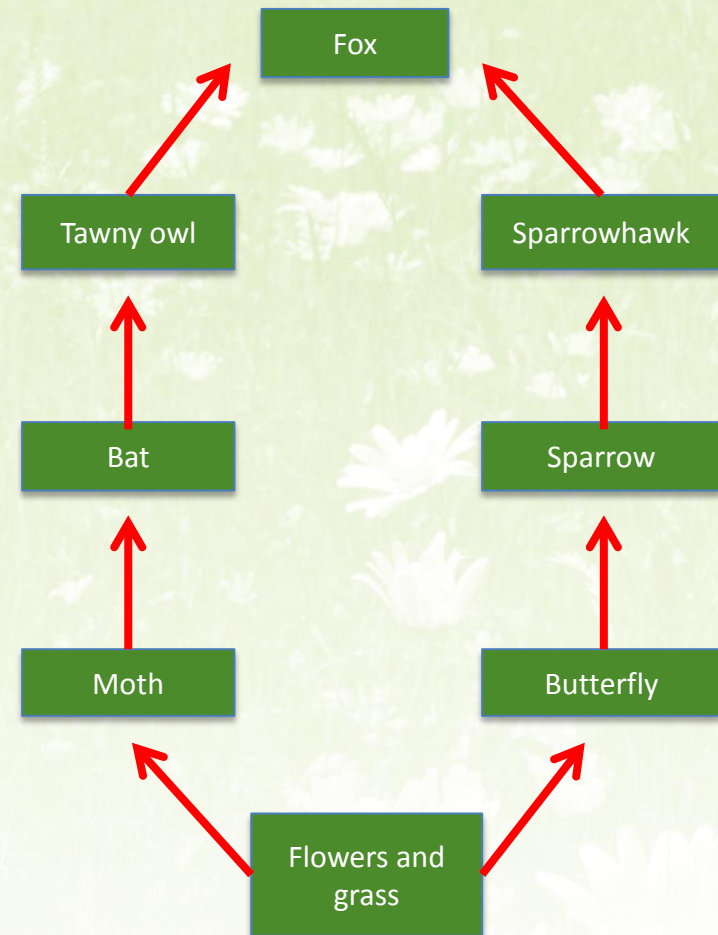 Fox
Tawny owl
Sparrowhawk
Bat
Sparrow
Moth
Butterfly
Flowers and
grass